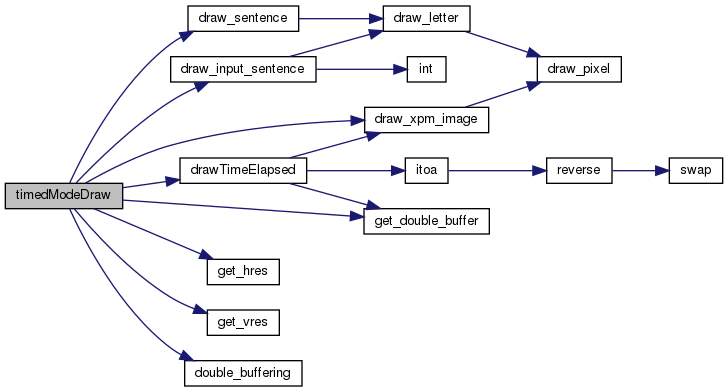 draw_sentence
draw_letter
draw_input_sentence
int
draw_pixel
draw_xpm_image
drawTimeElapsed
itoa
reverse
swap
timedModeDraw
get_double_buffer
get_hres
get_vres
double_buffering